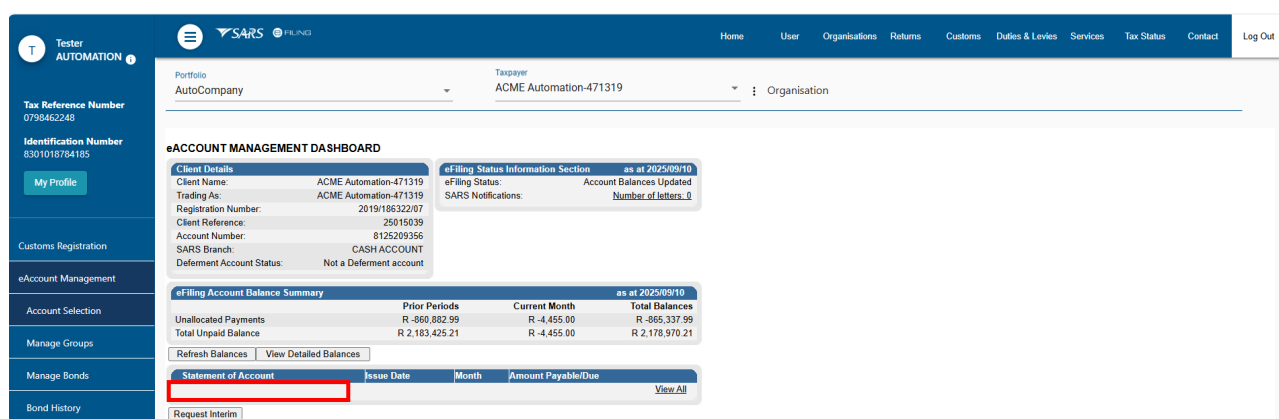 T
Tester
AUTOMATION
Tax Reference Number
0798462248
Identification Number
8301018784185
My Profile
Customs Registration
eAccount Management
Account Selection
Manage Groups
Manage Bonds
Bond History
SARS eFILING
Home User Organisations Returns Customs Duties & Levies Services Tax Status Contact Log Out
Portfolio
AutoCompany
Taxpayer
ACME Automation-471319
Organisation
eACCOUNT MANAGEMENT DASHBOARD
Client Details
Client Name: ACME Automation-471319
Trading As: ACME Automation-471319
Registration Number: 2019/186322/07
Client Reference: 25015039
Account Number: 8125209356
SARS Branch: CASH ACCOUNT
Deferment Account Status: Not a Deferment account
eFiling Status Information Section as at 2025/09/10
eFiling Status: Account Balances Updated
SARS Notifications: Number of letters: 0
eFiling Account Balance Summary as at 2025/09/10
Prior Periods Current Month Total Balances
Unallocated Payments R -860,882.99 R -4,455.00 R -865,337.99
Total Unpaid Balance R 2,183,425.21 R -4,455.00 R 2,178,970.21
Refresh Balances View Detailed Balances
Statement of Account Issue Date Month Amount Payable/Due
View All
Request Interim